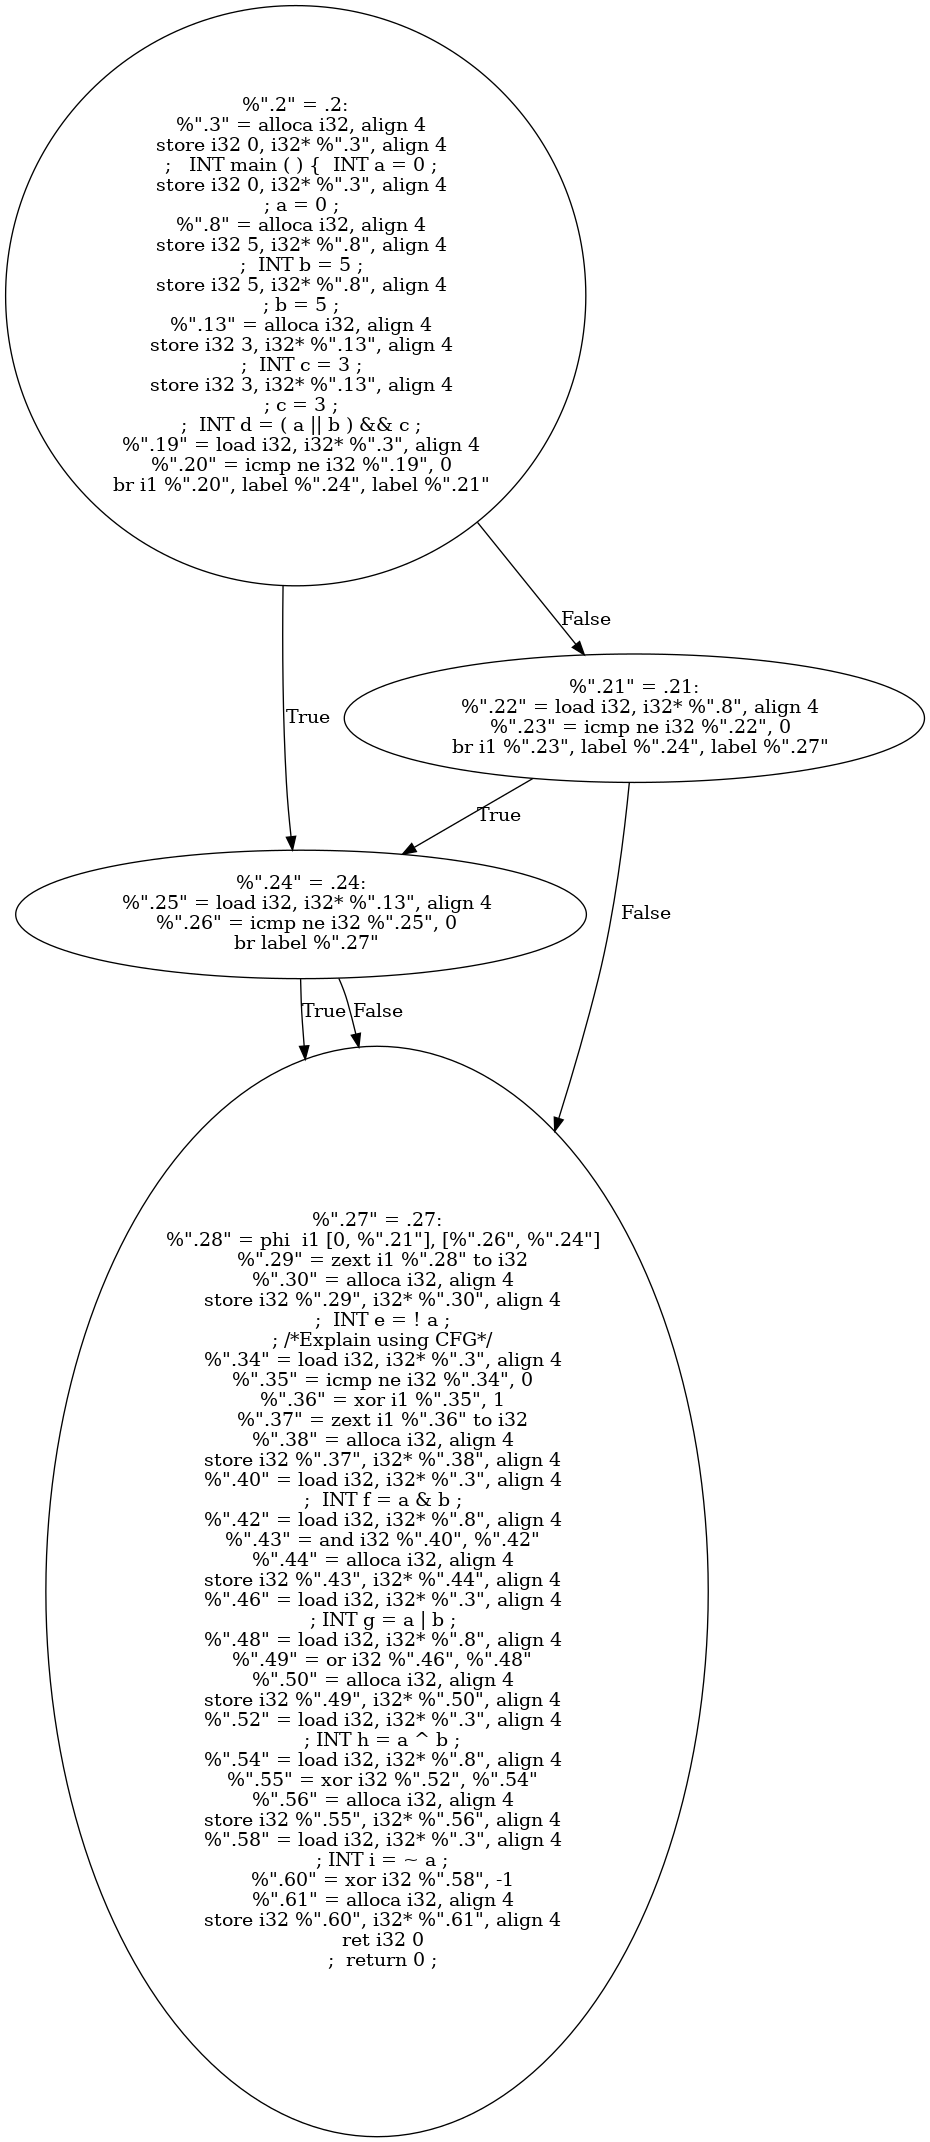 %".2" = .2:
%".3" = alloca i32, align 4
store i32 0, i32* %".3", align 4
;   INT main ( ) {  INT a = 0 ;
store i32 0, i32* %".3", align 4
; a = 0 ;
%".8" = alloca i32, align 4
store i32 5, i32* %".8", align 4
;  INT b = 5 ;
store i32 5, i32* %".8", align 4
; b = 5 ;
%".13" = alloca i32, align 4
store i32 3, i32* %".13", align 4
;  INT c = 3 ;
store i32 3, i32* %".13", align 4
; c = 3 ;
;  INT d = ( a || b ) && c ;
%".19" = load i32, i32* %".3", align 4
%".20" = icmp ne i32 %".19", 0
br i1 %".20", label %".24", label %".21"
False
%".21" = .21:
%".22" = load i32, i32* %".8", align 4
%".23" = icmp ne i32 %".22", 0
br i1 %".23", label %".24", label %".27"
True
True
%".24" = .24:
%".25" = load i32, i32* %".13", align 4
%".26" = icmp ne i32 %".25", 0
br label %".27"
False
True
False
%".27" = .27:
%".28" = phi  i1 [0, %".21"], [%".26", %".24"]
%".29" = zext i1 %".28" to i32
%".30" = alloca i32, align 4
store i32 %".29", i32* %".30", align 4
;  INT e = ! a ;
; /*Explain using CFG*/
%".34" = load i32, i32* %".3", align 4
%".35" = icmp ne i32 %".34", 0
%".36" = xor i1 %".35", 1
%".37" = zext i1 %".36" to i32
%".38" = alloca i32, align 4
store i32 %".37", i32* %".38", align 4
%".40" = load i32, i32* %".3", align 4
;  INT f = a & b ;
%".42" = load i32, i32* %".8", align 4
%".43" = and i32 %".40", %".42"
%".44" = alloca i32, align 4
store i32 %".43", i32* %".44", align 4
%".46" = load i32, i32* %".3", align 4
; INT g = a | b ;
%".48" = load i32, i32* %".8", align 4
%".49" = or i32 %".46", %".48"
%".50" = alloca i32, align 4
store i32 %".49", i32* %".50", align 4
%".52" = load i32, i32* %".3", align 4
; INT h = a ^ b ;
%".54" = load i32, i32* %".8", align 4
%".55" = xor i32 %".52", %".54"
%".56" = alloca i32, align 4
store i32 %".55", i32* %".56", align 4
%".58" = load i32, i32* %".3", align 4
; INT i = ~ a ;
%".60" = xor i32 %".58", -1
%".61" = alloca i32, align 4
store i32 %".60", i32* %".61", align 4
ret i32 0
;  return 0 ;